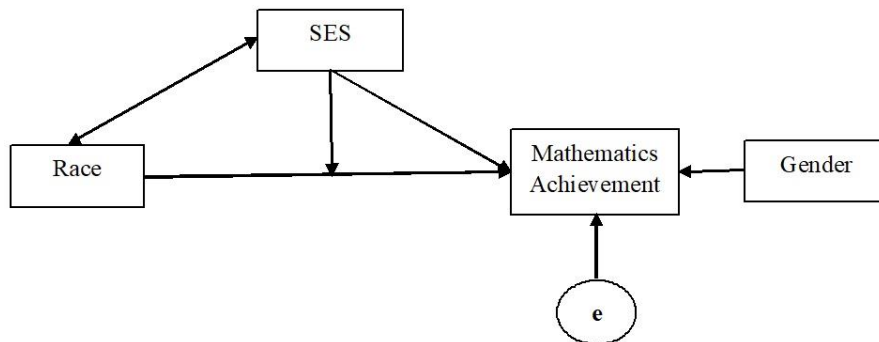 SES
Race
Mathematics
Achievement
Gender
e